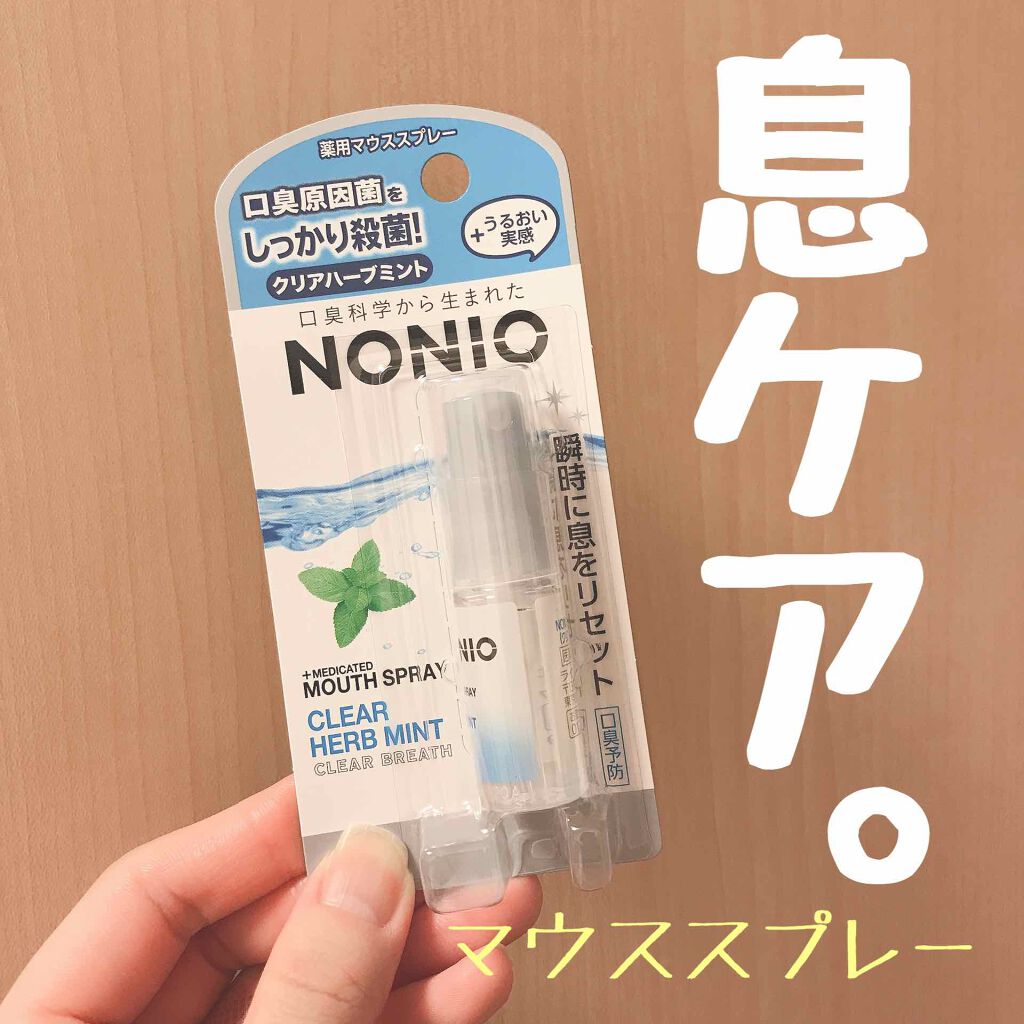 薬用マウススプレー
口臭原因菌を
しっかり殺菌!
+うるおい
実感
クリアハーブミント
口臭科学から生まれた
NONIO
瞬時に息をリセット
口臭予防
+MEDICATED
MOUTH SPRAY
CLEAR
HERB MINT
CLEAR BREATH
NIO
息ケア。
マウススプレー